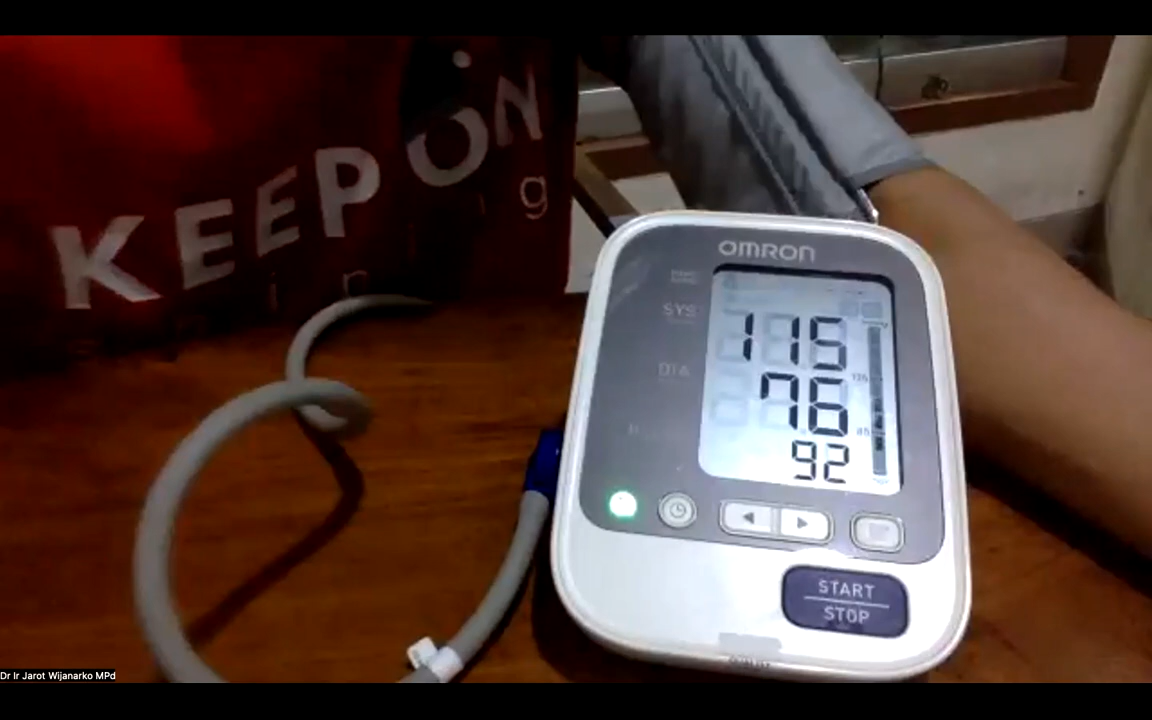 KEEP ON
g
OMRON
SYS
115
DIA
76
92
START
STOP
Dr Ir Jarot Wijanarko MPd